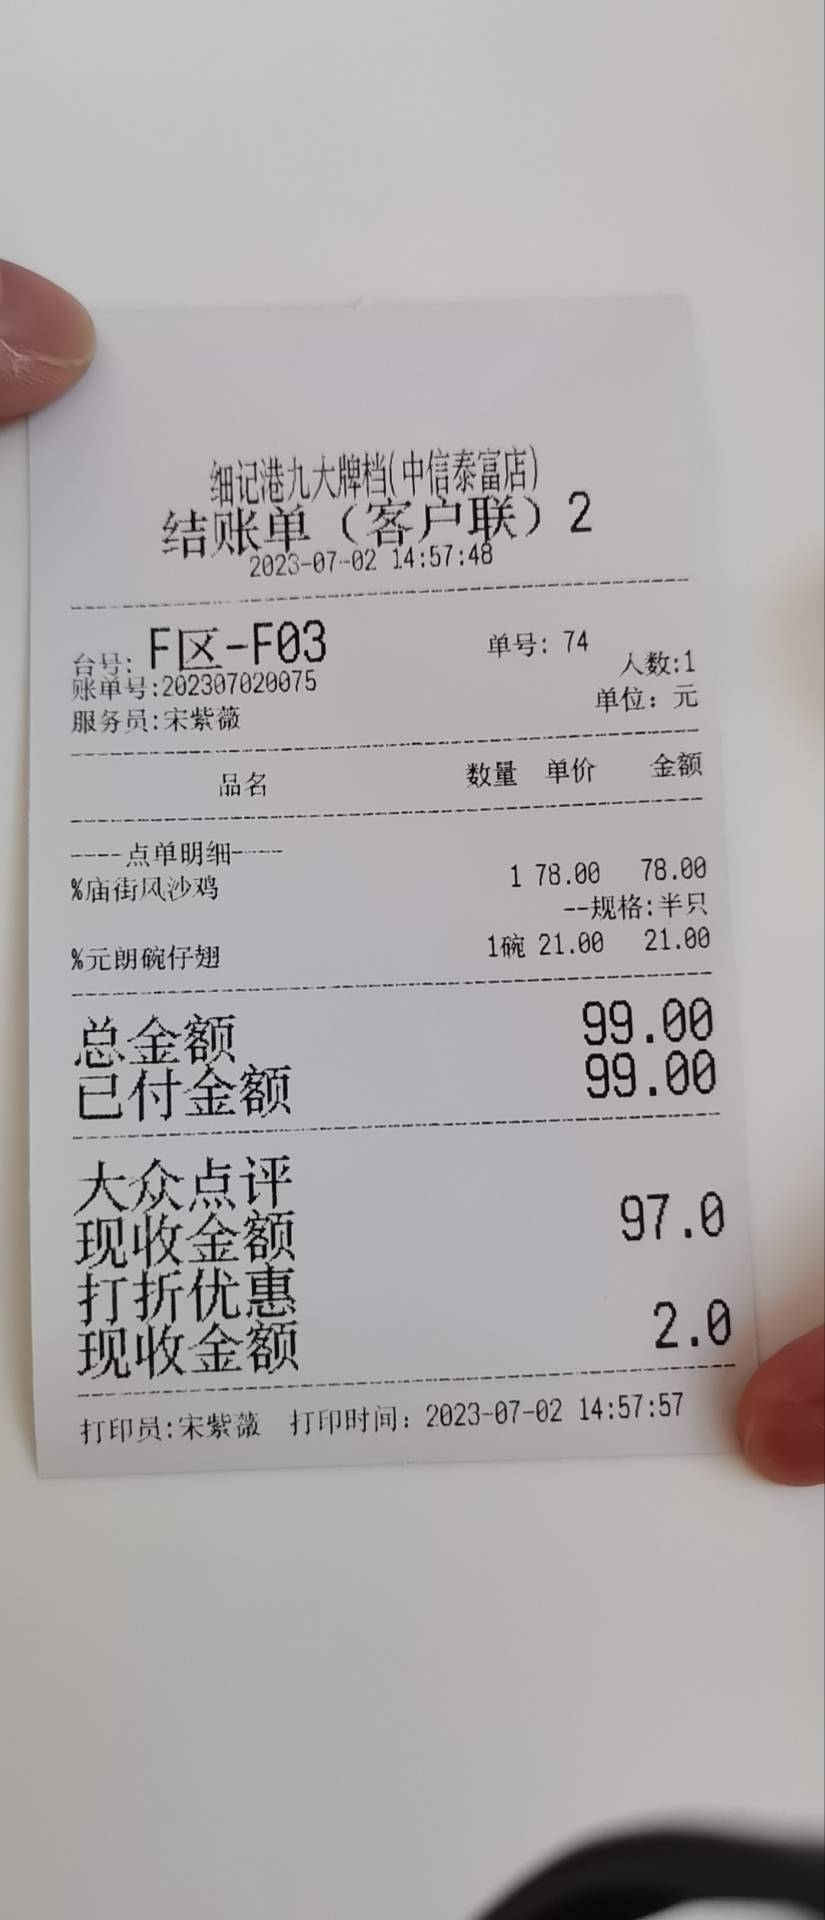 细记港九大牌档(中信泰富店)
结账单（客户联）2
2023-07-02 14:57:48
台号: F区-F03 单号: 74
人数:1
账单号:202307020075
单位: 元
服务员:宋紫薇
品名 数量 单价 金额
----点单明细----
%庙街风沙鸡 1 78.00 78.00
--规格:半只
%元朗碗仔翅 1碗 21.00 21.00
总金额 99.00
已付金额 99.00
大众点评
现收金额 97.0
打折优惠
现收金额 2.0
打印员:宋紫薇 打印时间: 2023-07-02 14:57:57